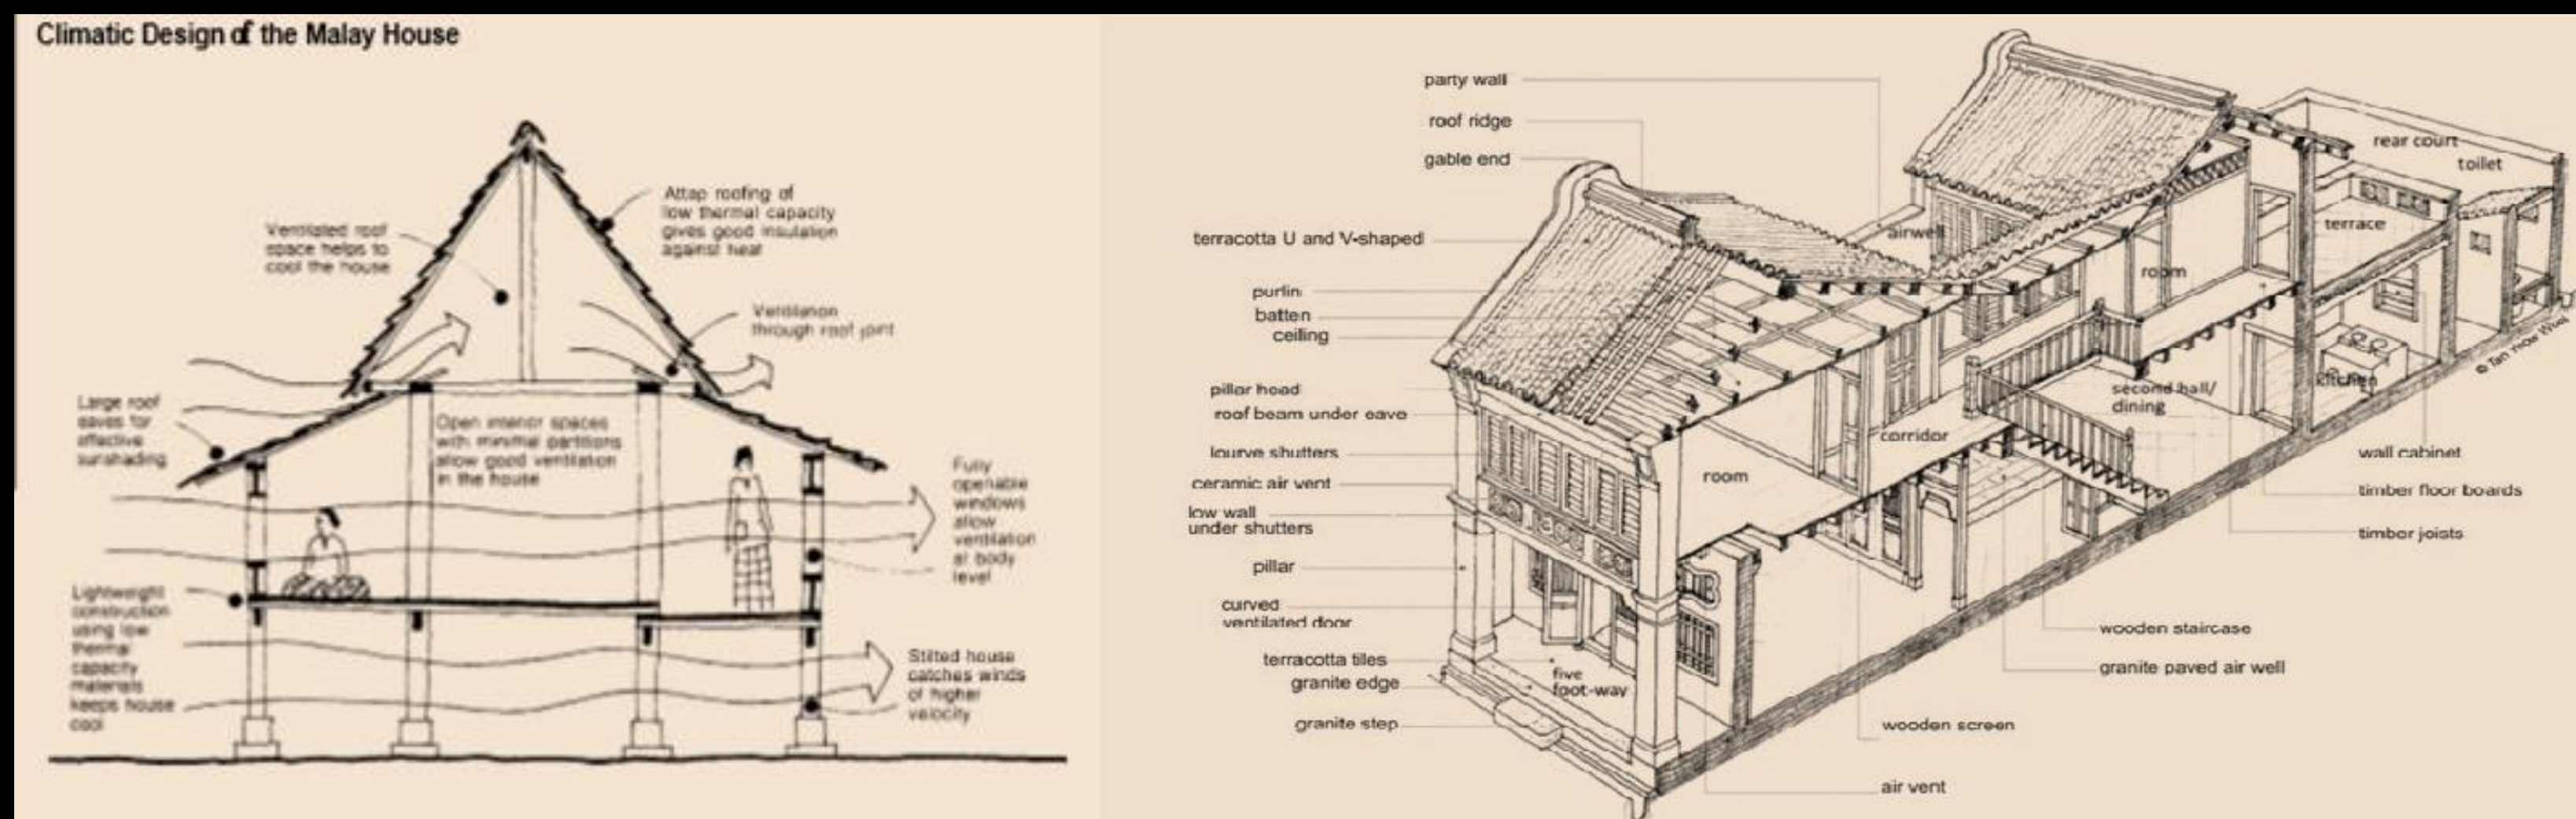 Climatic Design of the Malay House
Ventilated roof
space helps to
cool the house
Attap roofing of
low thermal capacity
gives good insulation
against heat
Ventilation
through roof joint
Large roof
eaves for
effective
sunshading
Open interior spaces
with minimal partitions
allow good ventilation
in the house
Fully
openable
windows
allow
ventilation
at body
level
Lightweight
construction
using low
thermal
capacity
materials
keeps house
cool
Stilted house
catches winds
of higher
velocity
party wall
roof ridge
gable end
terracotta U and V-shaped
purlin
batten
ceiling
pillar head
roof beam under eave
lourve shutters
ceramic air vent
low wall
under shutters
pillar
curved
ventilated door
terracotta tiles
granite edge
granite step
five
foot-way
room
corridor
airwell
room
second hall/
dining
kitchen
terrace
rear court
toilet
© Tan
wall cabinet
timber floor boards
timber joists
wooden staircase
granite paved air well
wooden screen
air vent